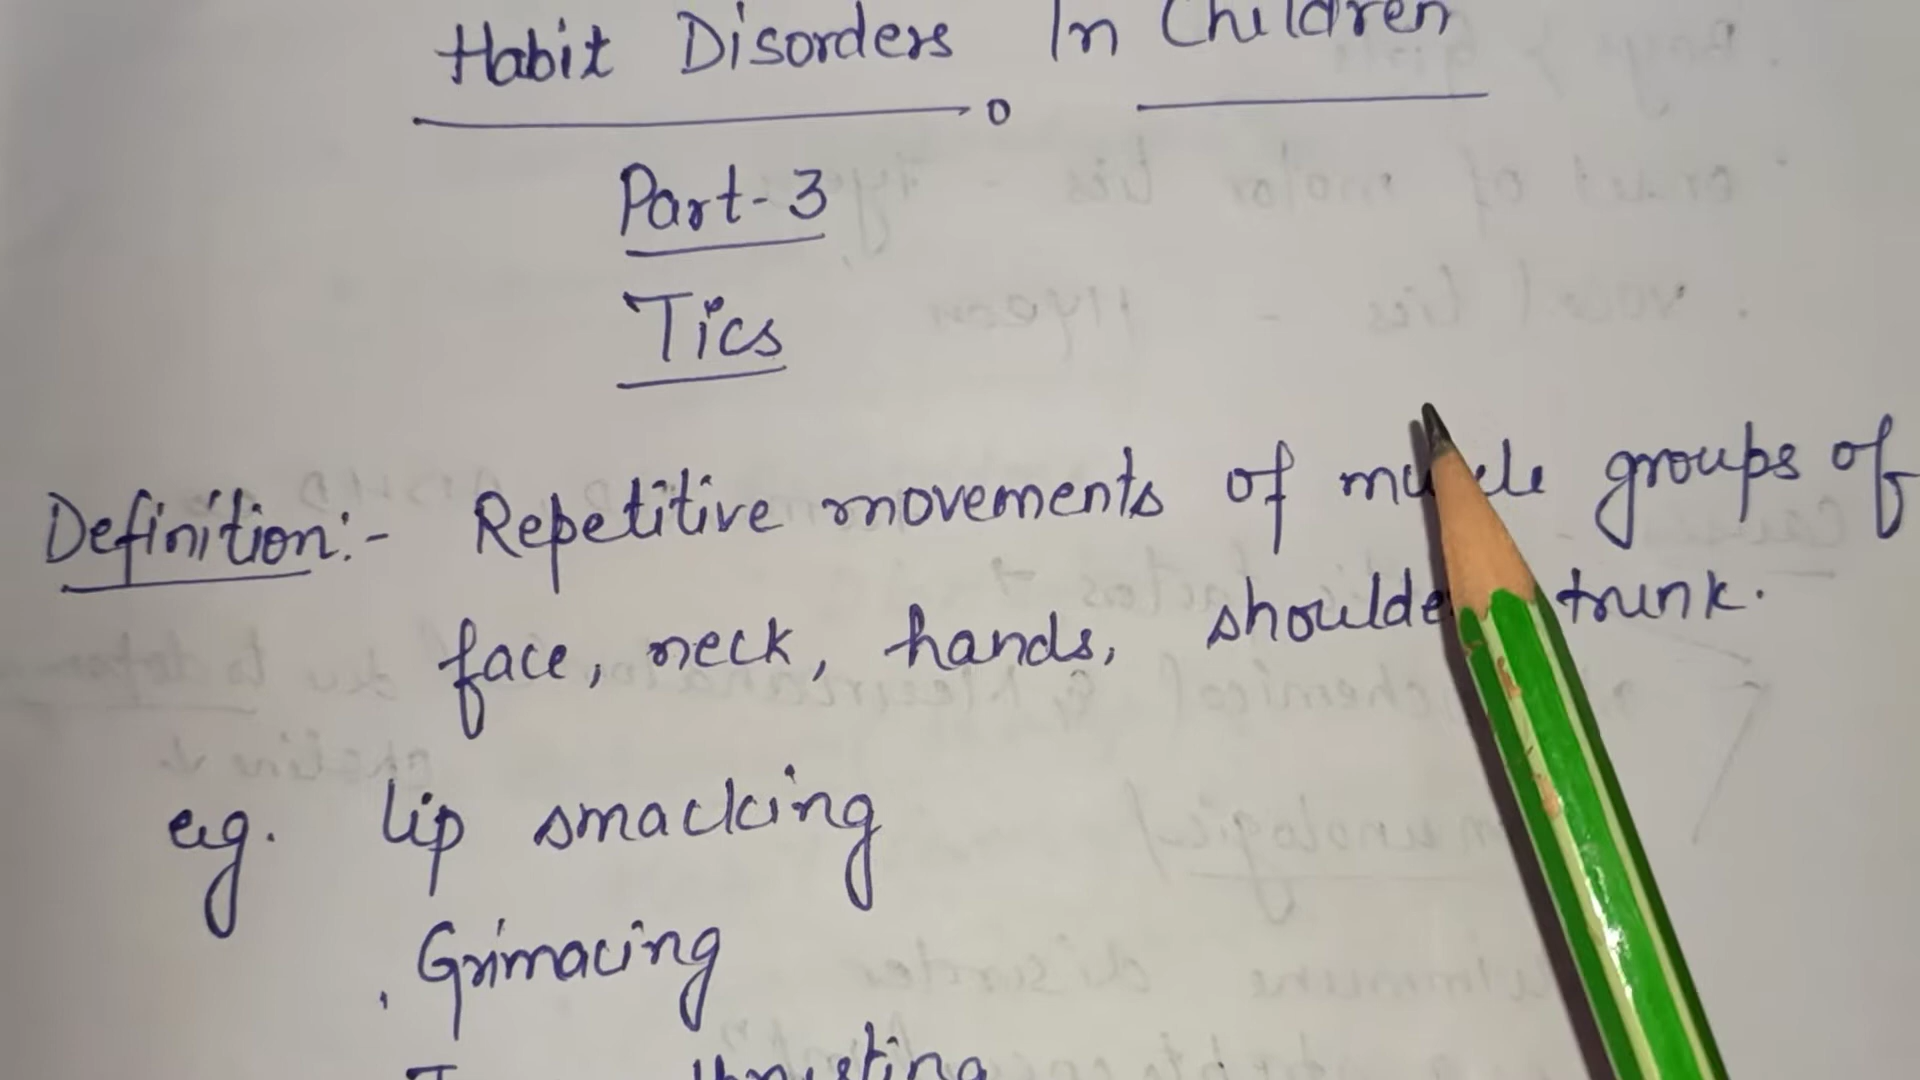 Habit Disorders In Children
Part-3
Tics
Definition:- Repetitive movements of groups of
face, neck, hands, trunk.
eg. lip smacking
Grimacing